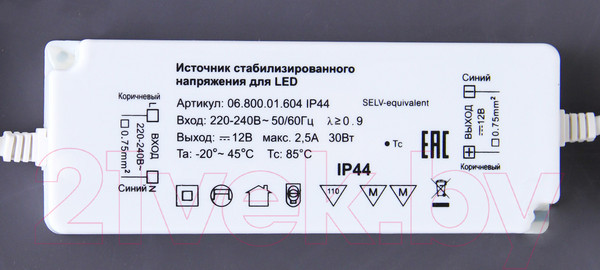 Источник стабилизированного
напряжения для LED
Артикул: 06.800.01.604 IP44
SELV-equivalent
Вход: 220-240В~ 50/60Гц λ≥0.9
Выход: ⎓12В макс. 2,5А 30Вт
Ta: -20°~ 45°C Tc: 85°C
• Tc
IP44
EAC
110
M
M
Коричневый
L
ВХОД
220-240В~
0.75mm²
Синий
N
Синий
ВЫХОД
⎓12В
0.75mm²
Коричневый
21vek.by